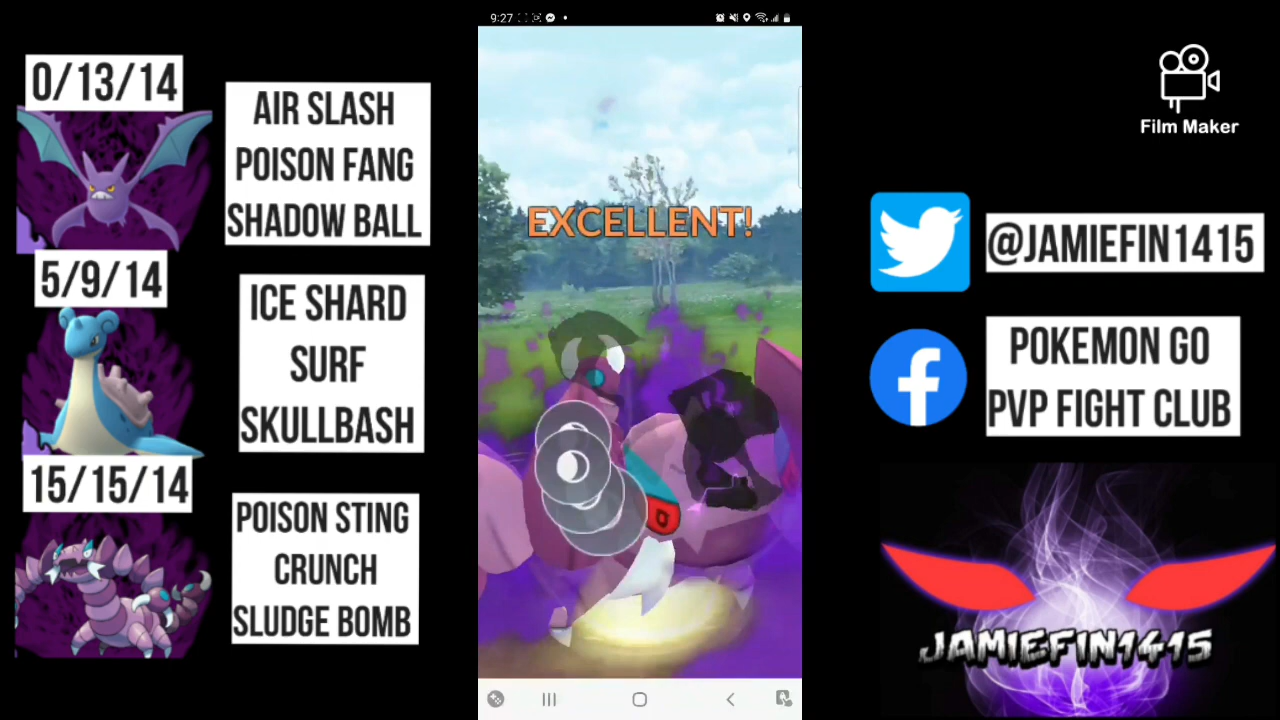 9:27
0/13/14
AIR SLASH
POISON FANG
SHADOW BALL
5/9/14
ICE SHARD
SURF
SKULLBASH
15/15/14
POISON STING
CRUNCH
SLUDGE BOMB
EXCELLENT!
Film Maker
@JAMIEFIN1415
POKEMON GO
PVP FIGHT CLUB
JAMIEFIN1415